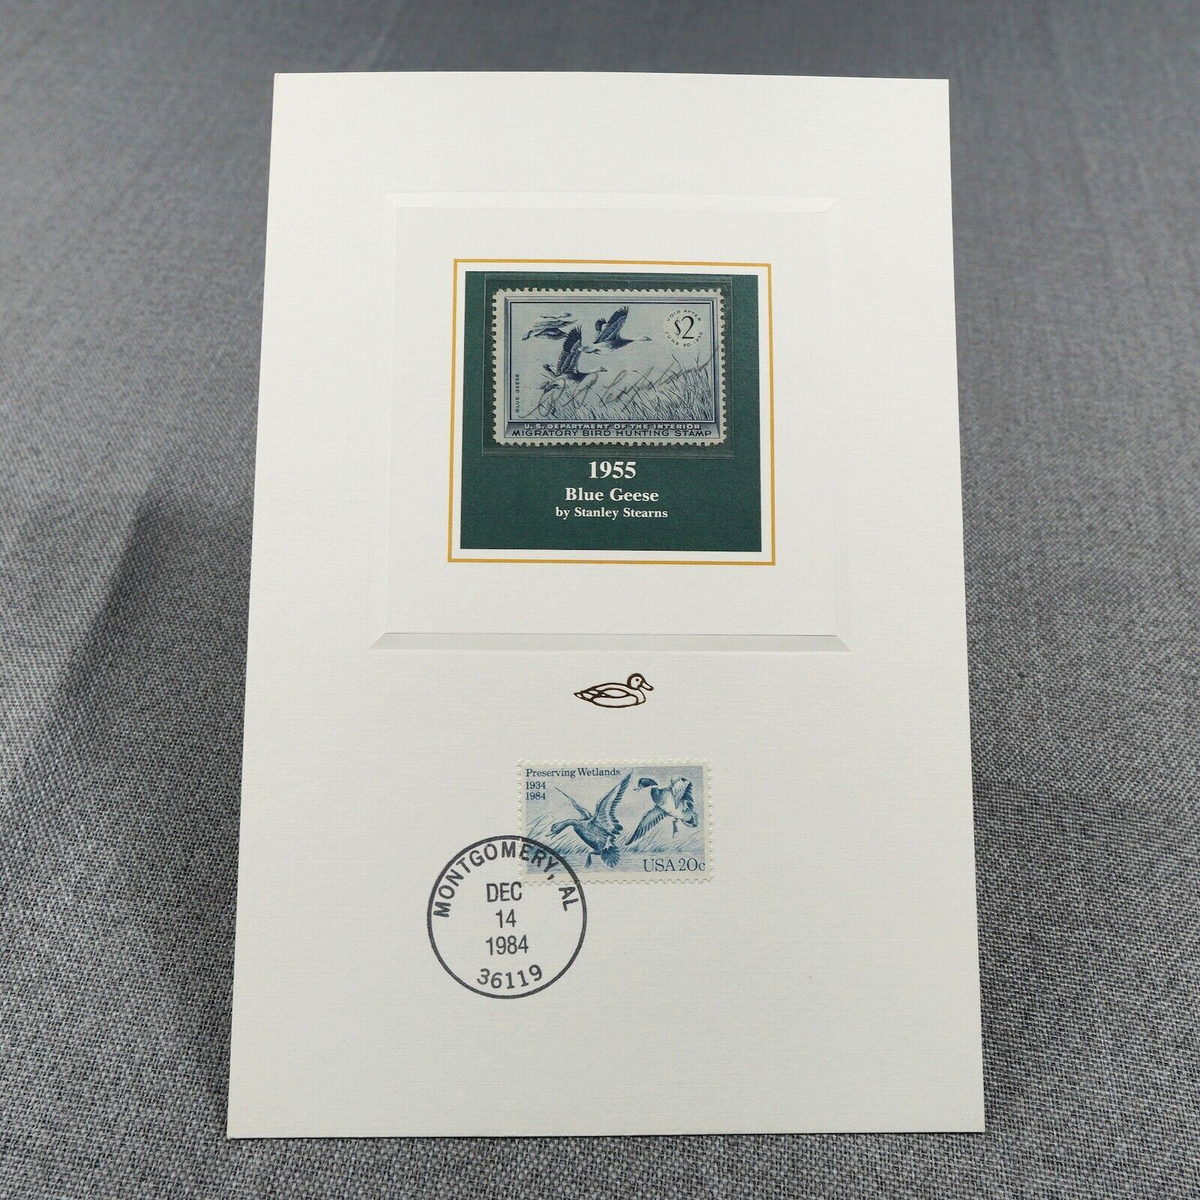 VOID AFTER
$2
JUNE 30, 19
BLUE GEESE
U.S. DEPARTMENT OF THE INTERIOR
MIGRATORY BIRD HUNTING STAMP
1955
Blue Geese
by Stanley Stearns
Preserving Wetlands
1934
1984
USA 20c
MONTGOMERY, AL
DEC
14
1984
36119